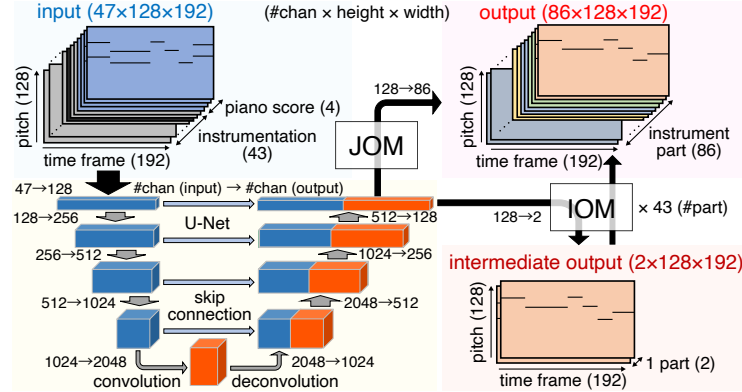 input (47×128×192)
(#chan × height × width)
output (86×128×192)
pitch (128)
piano score (4)
instrumentation
(43)
time frame (192)
128→86
JOM
pitch (128)
instrument
part (86)
time frame (192)
47→128
#chan (input) → #chan (output)
128→256
U-Net
512→128
256→512
1024→256
512→1024
skip
connection
2048→512
1024→2048
2048→1024
convolution
deconvolution
128→2
IOM
× 43 (#part)
intermediate output (2×128×192)
pitch (128)
1 part (2)
time frame (192)